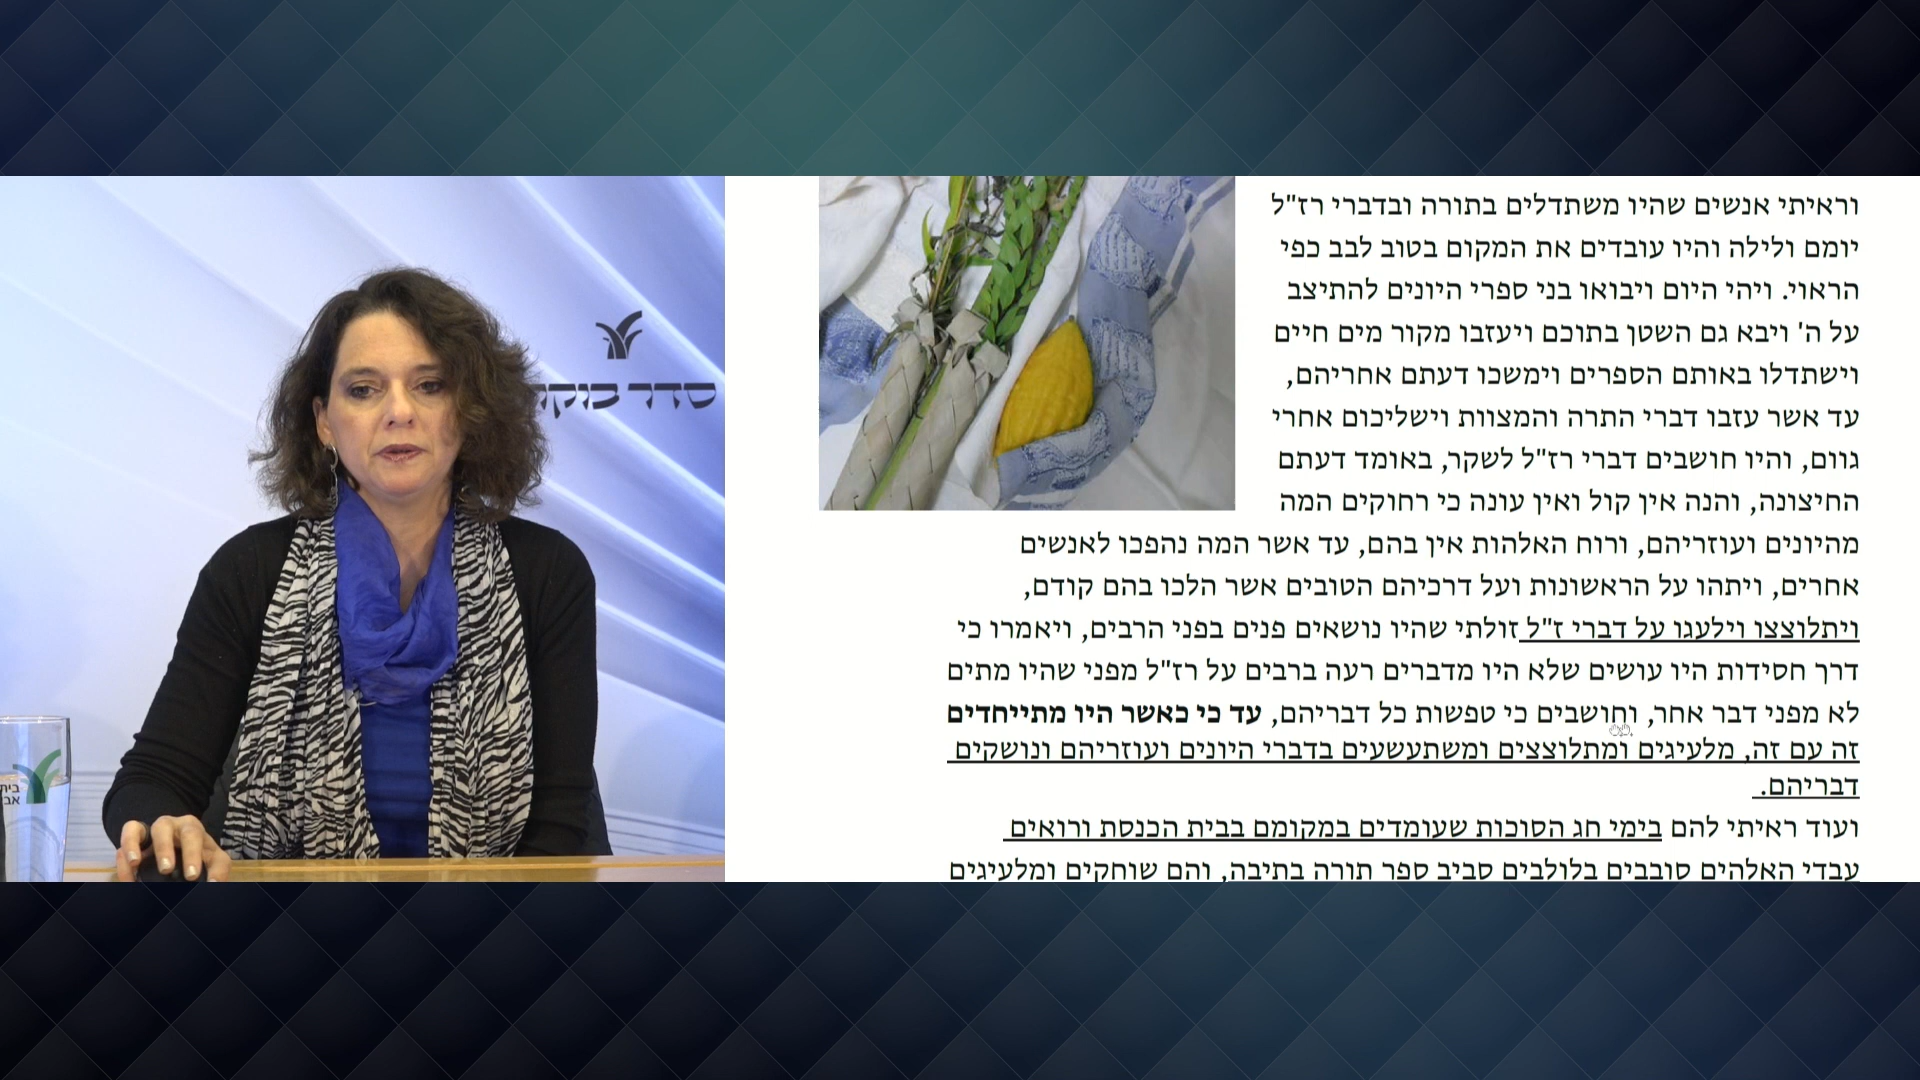 סדר בוקר
בית
אב
וראיתי אנשים שהיו משתדלים בתורה ובדברי רז"ל
יומם ולילה והיו עובדים את המקום בטוב לבב כפי
הראוי. ויהי היום ויבואו בני ספרי היונים להתיצב
על ה' ויבא גם השטן בתוכם ויעזבו מקור מים חיים
וישתדלו באותם הספרים וימשכו דעתם אחריהם,
עד אשר עזבו דברי התרה והמצוות וישליכום אחרי
גוום, והיו חושבים דברי רז"ל לשקר, באומד דעתם
החיצונה, והנה אין קול ואין עונה כי רחוקים המה
מהיונים ועוזריהם, ורוח האלהות אין בהם, עד אשר המה נהפכו לאנשים
אחרים, ויתהו על הראשונות ועל דרכיהם הטובים אשר הלכו בהם קודם,
ויתלוצצו וילעגו על דברי ז"ל זולתי שהיו נושאים פנים בפני הרבים, ויאמרו כי
דרך חסידות היו עושים שלא היו מדברים רעה ברבים על רז"ל מפני שהיו מתים
לא מפני דבר אחר, וחושבים כי טפשות כל דבריהם, עד כי כאשר היו מתייחדים
זה עם זה, מלעיגים ומתלוצצים ומשתעשעים בדברי היונים ועוזריהם ונושקים
דבריהם.
ועוד ראיתי להם בימי חג הסוכות שעומדים במקומם בבית הכנסת ורואים
עבדי האלהים סובבים בלולבים סביב ספר תורה בתיבה, והם שוחקים ומלעיגים